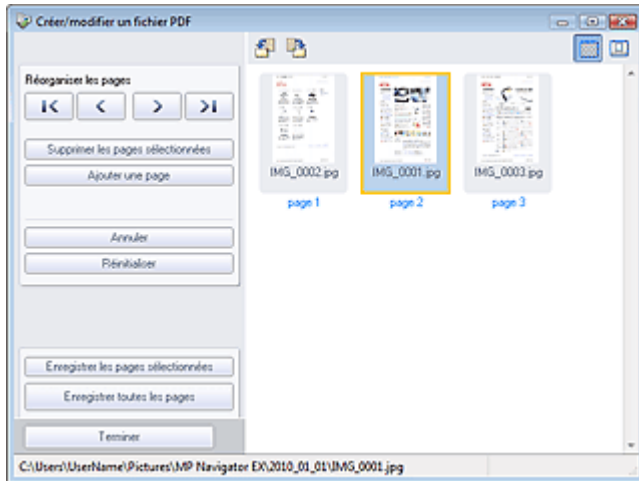 Créer/modifier un fichier PDF
Réorganiser les pages
Supprimer les pages sélectionnées
Ajouter une page
Annuler
Réinitialiser
Enregistrer les pages sélectionnées
Enregistrer toutes les pages
Terminer
IMG_0002.jpg IMG_0001.jpg IMG_0003.jpg
page 1 page 2 page 3
C:\Users\UserName\Pictures\MP Navigator EX\2010_01_01\IMG_0001.jpg